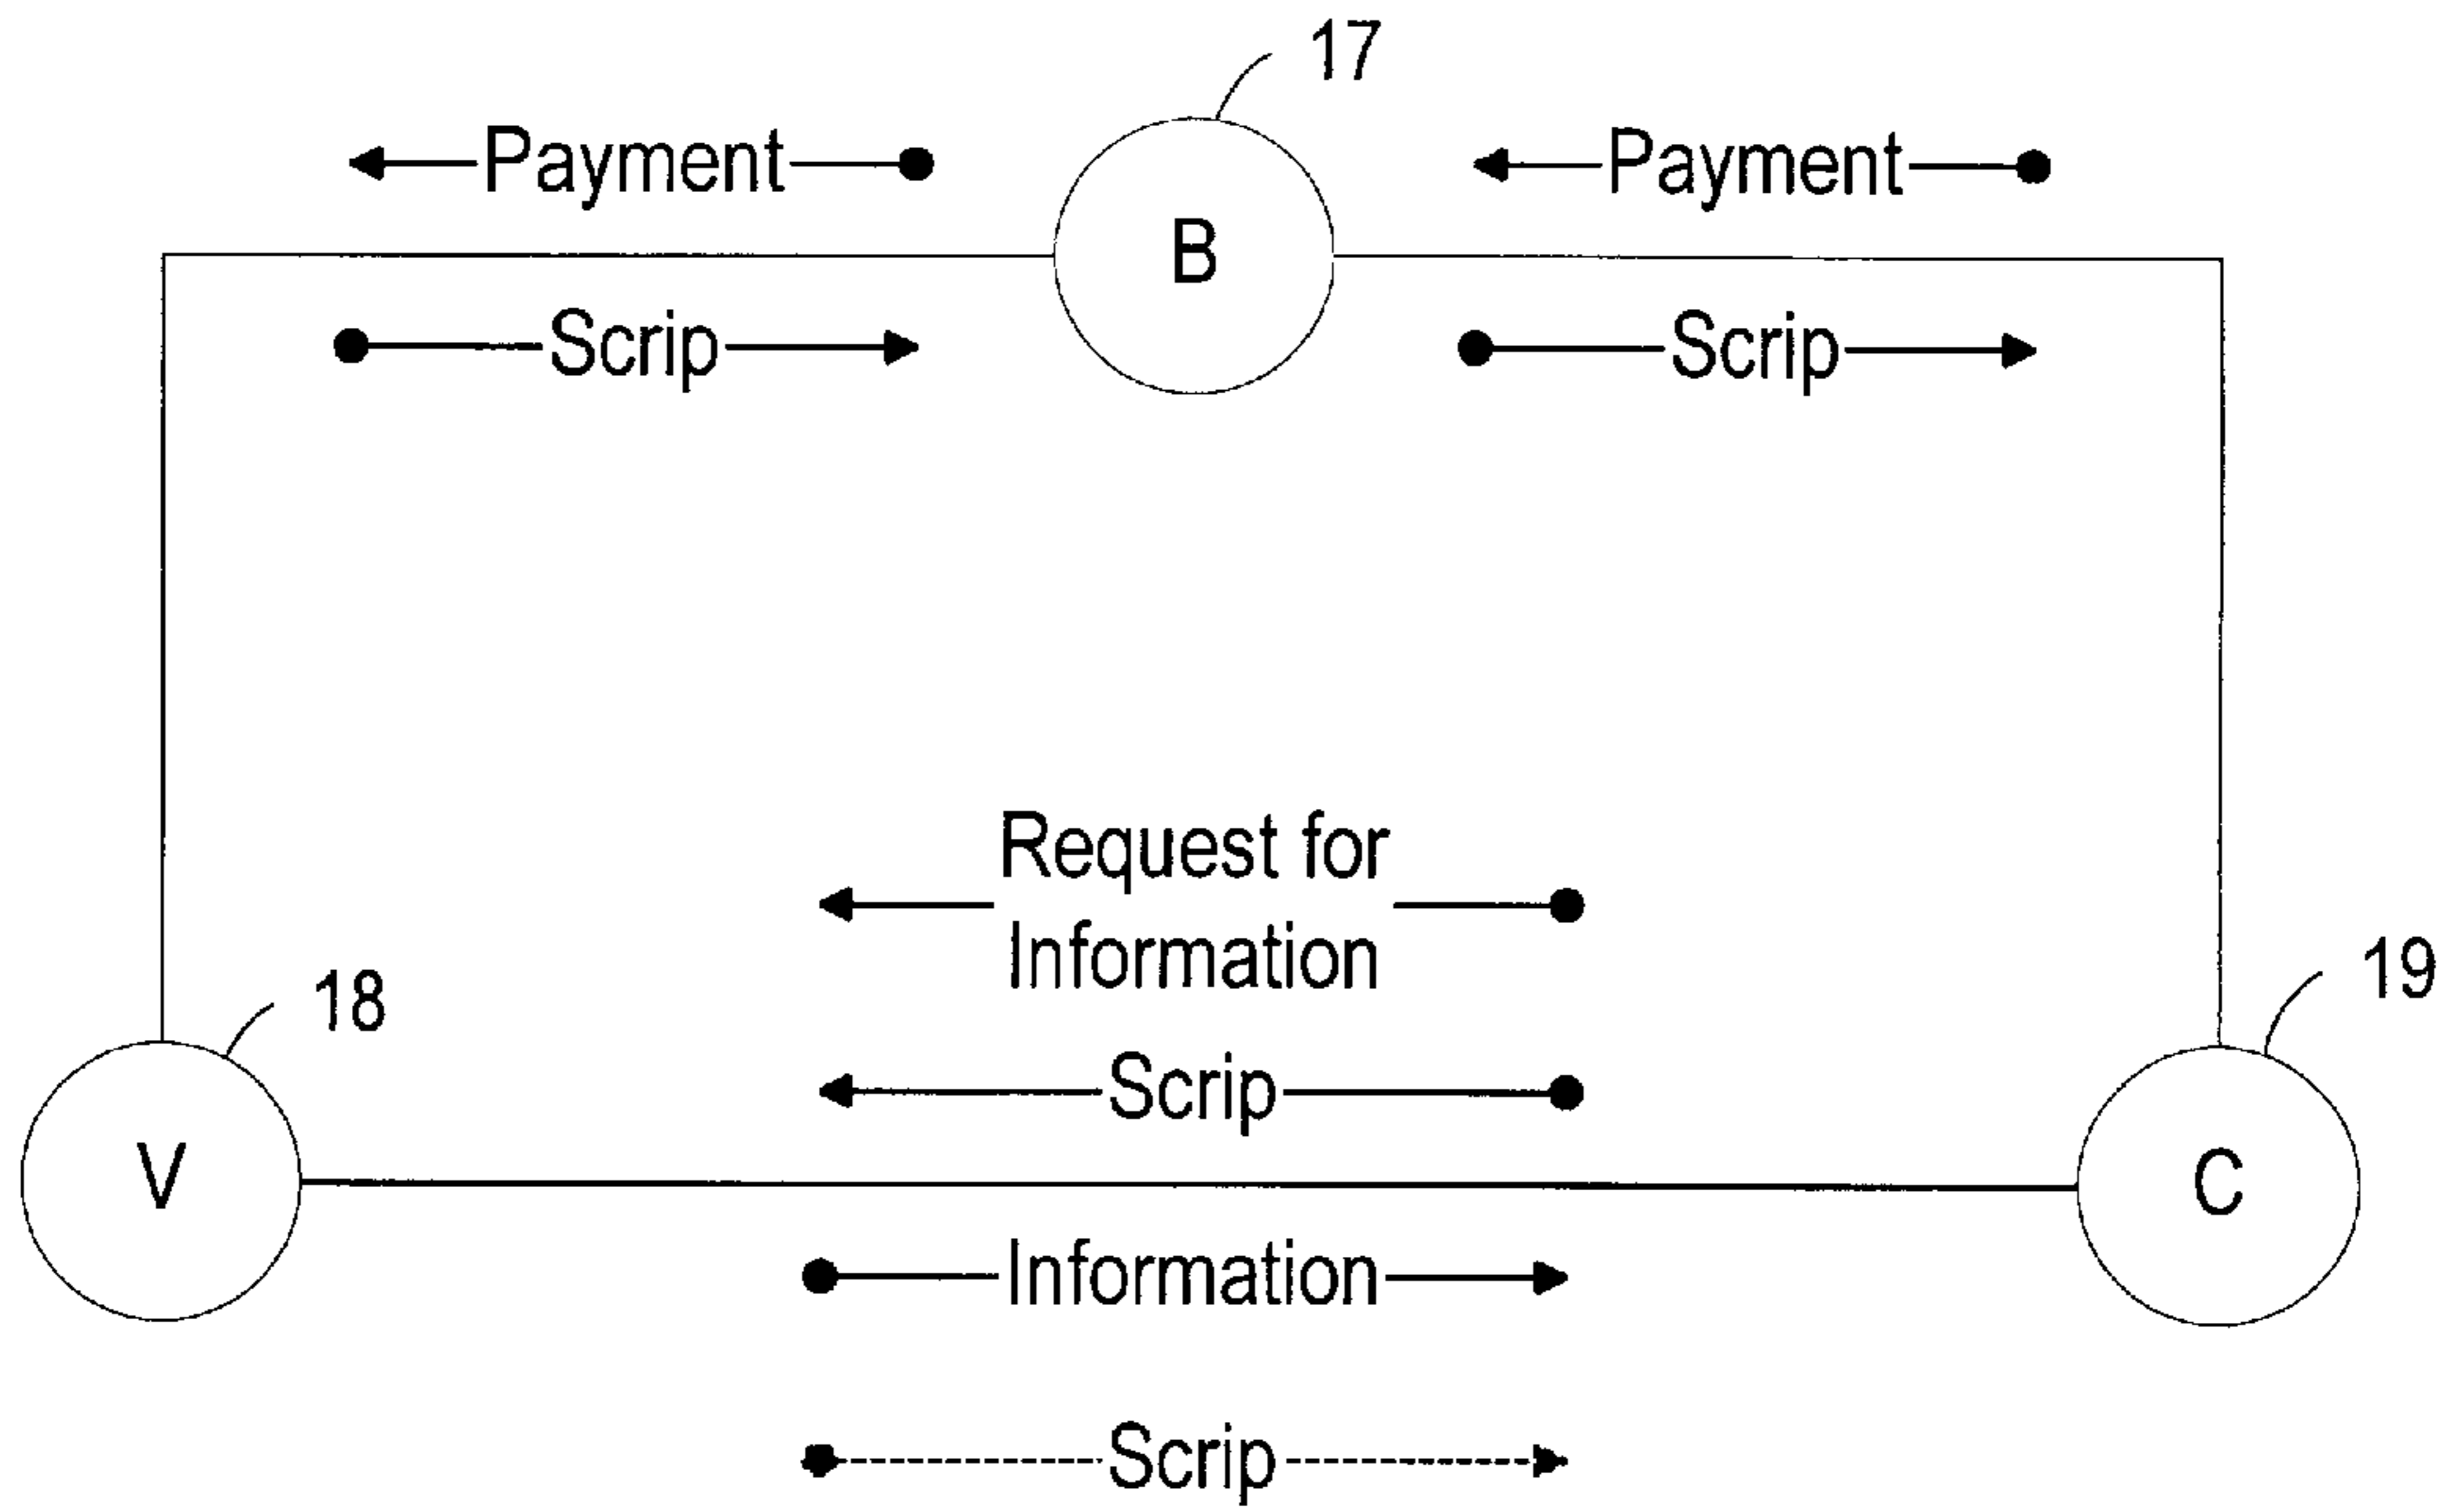 17
Payment
Payment
B
Scrip
Scrip
Request for
Information
18
19
Scrip
V
C
Information
Scrip